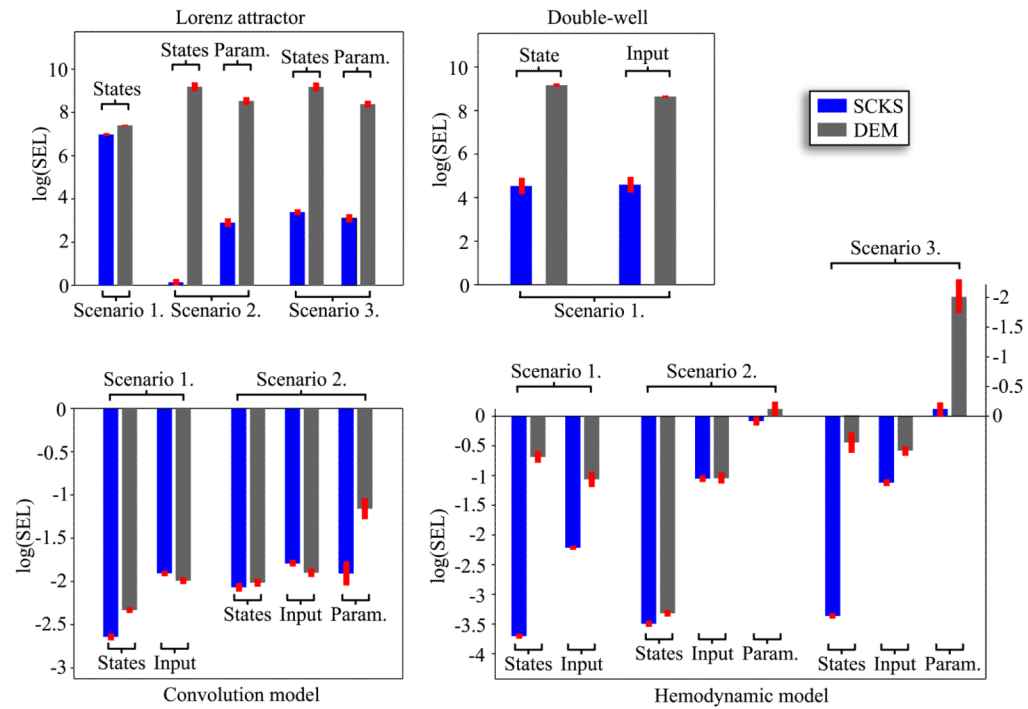 Lorenz attractor
Double-well
States Param.
States Param.
States
State
Input
SCKS
DEM
log(SEL)
10
8
6
4
2
0
log(SEL)
10
8
6
4
2
0
Scenario 1. Scenario 2. Scenario 3.
Scenario 1.
Scenario 3.
-2
-1.5
-1
-0.5
0
Scenario 1.
Scenario 2.
log(SEL)
0
-0.5
-1
-1.5
-2
-2.5
-3
States
Input
States
Input
Param.
Convolution model
Scenario 1.
Scenario 2.
log(SEL)
0
-0.5
-1
-1.5
-2
-2.5
-3
-3.5
-4
States
Input
States
Input
Param.
States
Input
Param.
Hemodynamic model